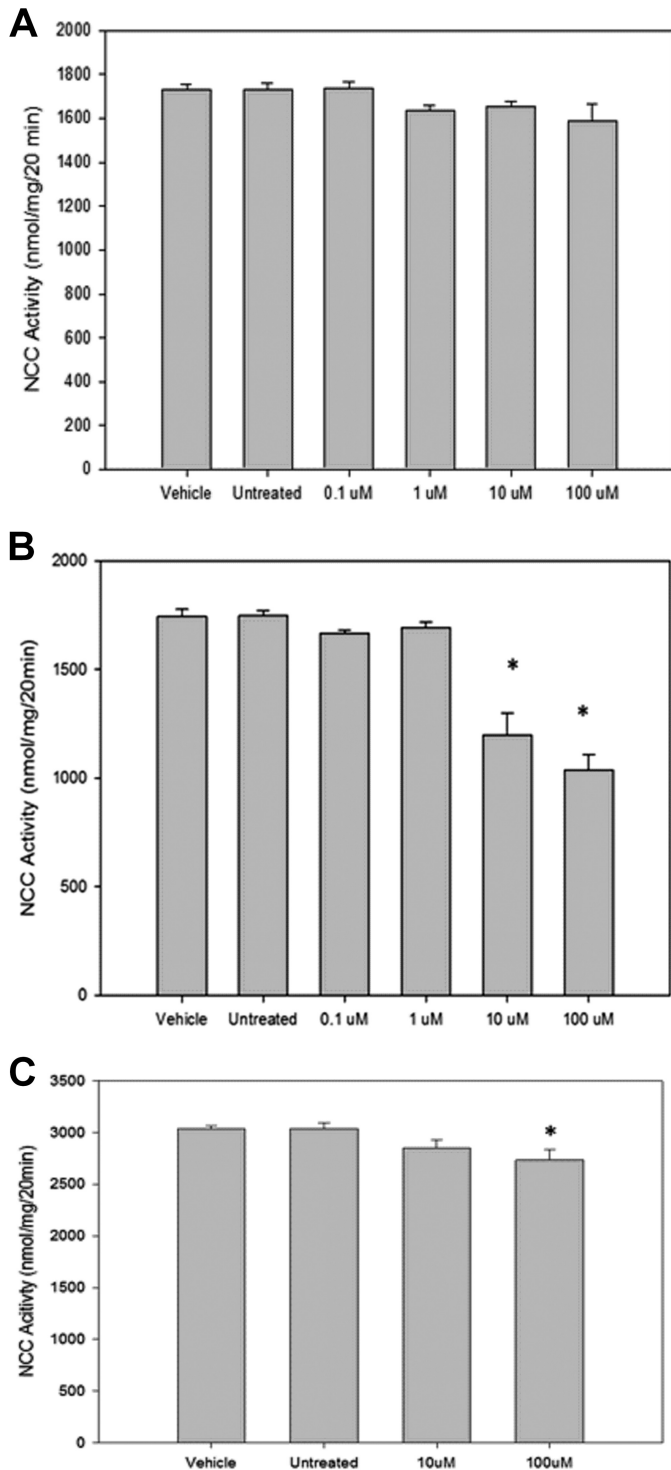 A
NCC Activity (nmol/mg/20 min)
2000
1800
1600
1400
1200
1000
800
600
400
200
0
Vehicle Untreated 0.1 uM 1 uM 10 uM 100 uM
B
NCC Activity (nmol/mg/20min)
2000
1500
1000
500
0
* *
Vehicle Untreated 0.1 uM 1 uM 10 uM 100 uM
C
NCC Acitivty (nmol/mg/20min)
3500
3000
2500
2000
1500
1000
500
0
*
Vehicle Untreated 10uM 100uM